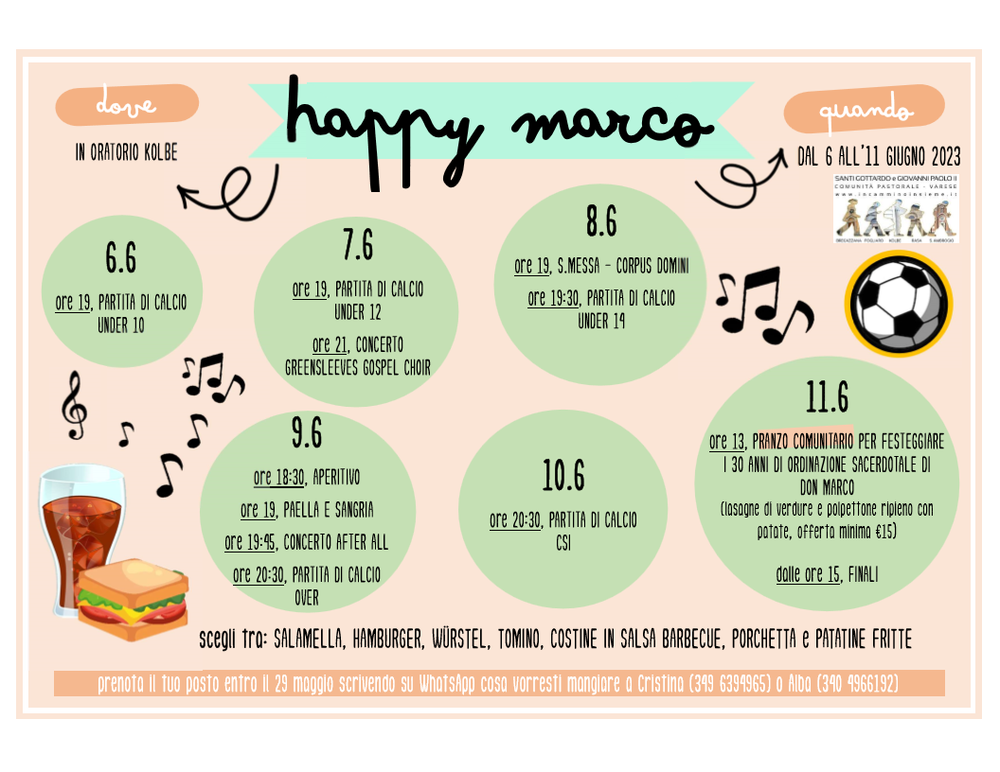 dove
IN ORATORIO KOLBE
happy marco
quando
DAL 6 ALL'11 GIUGNO 2023
SANTI GOTTARDO e GIOVANNI PAOLO II
COMUNITÀ PASTORALE - VARESE
www.incamminoinsieme.it
BREGAZZANA FOGLIARO KOLBE RASA S.AMBROGIO
6.6
ore 19, PARTITA DI CALCIO
UNDER 10
7.6
ore 19, PARTITA DI CALCIO
UNDER 12
ore 21, CONCERTO
GREENSLEEVES GOSPEL CHOIR
8.6
ore 19, S.MESSA - CORPUS DOMINI
ore 19:30, PARTITA DI CALCIO
UNDER 14
9.6
ore 18:30, APERITIVO
ore 19, PAELLA E SANGRIA
ore 19:45, CONCERTO AFTER ALL
ore 20:30, PARTITA DI CALCIO
OVER
10.6
ore 20:30, PARTITA DI CALCIO
CSI
11.6
ore 13, PRANZO COMUNITARIO PER FESTEGGIARE
I 30 ANNI DI ORDINAZIONE SACERDOTALE DI
DON MARCO
(lasagne di verdure e polpettone ripieno con
patate, offerta minima €15)
dalle ore 15, FINALI
scegli tra: SALAMELLA, HAMBURGER, WÜRSTEL, TOMINO, COSTINE IN SALSA BARBECUE, PORCHETTA e PATATINE FRITTE
prenota il tuo posto entro il 29 maggio scrivendo su WhatsApp cosa vorresti mangiare a Cristina (349 6394965) o Alba (340 4966192)